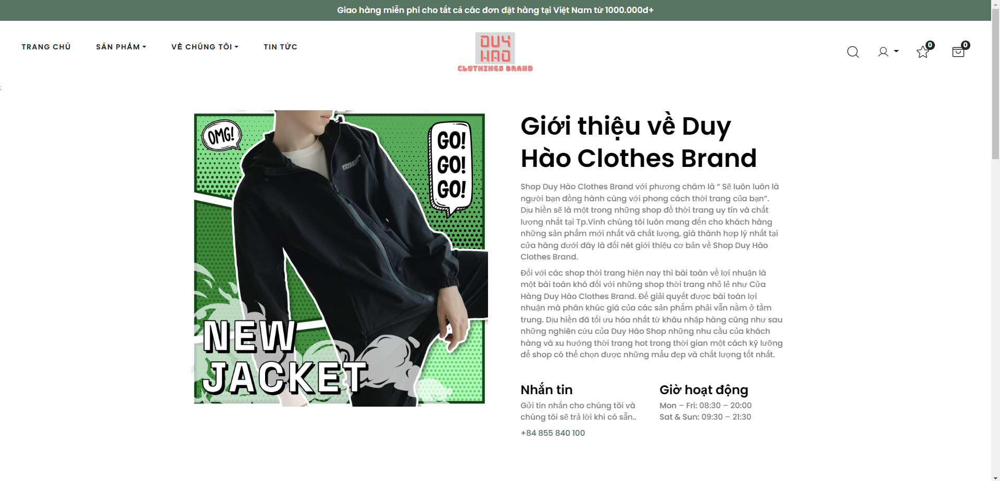 Giao hàng miễn phí cho tất cả các đơn đặt hàng tại Việt Nam từ 1000.000đ+
TRANG CHỦ
SẢN PHẨM
VỀ CHÚNG TÔI
TIN TỨC
DUY
HAO
CLOTHINGS BRAND
0
0
;
OMG!
GO!
GO!
GO!
NEW
JACKET
Giới thiệu về Duy
Hào Clothes Brand
Shop Duy Hào Clothes Brand với phương châm là “ Sẽ luôn luôn là
người bạn đồng hành cùng với phong cách thời trang của bạn”.
Dịu hiền sẽ là một trong những shop đồ thời trang uy tín và chất
lượng nhất tại Tp.Vinh chúng tôi luôn mang đến cho khách hàng
những sản phẩm mới nhất và chất lượng, giá thành hợp lý nhất tại
cửa hàng dưới đây là đối nét giới thiệu cơ bản về Shop Duy Hào
Clothes Brand.
Đối với các shop thời trang hiện nay thì bài toán về lợi nhuận là
một bài toán khó đối với những shop thời trang nhỏ lẻ như Cửa
Hàng Duy Hào Clothes Brand. Để giải quyết được bài toán lợi
nhuận mà phân khúc giá của các sản phẩm phải vẫn nằm ở tầm
trung. Dịu hiền đã tối ưu hóa nhất từ khâu nhập hàng cũng như sau
những nghiên cứu của Duy Hào Shop những nhu cầu của khách
hàng và xu hướng thời trang hot trong thời gian một cách kỹ lưỡng
để shop có thể chọn được những mẫu đẹp và chất lượng tốt nhất.
Nhắn tin
Gửi tin nhắn cho chúng tôi và
chúng tôi sẽ trả lời khi có sẵn..
+84 855 840 100
Giờ hoạt động
Mon – Fri: 08:30 – 20:00
Sat & Sun: 09:30 – 21:30